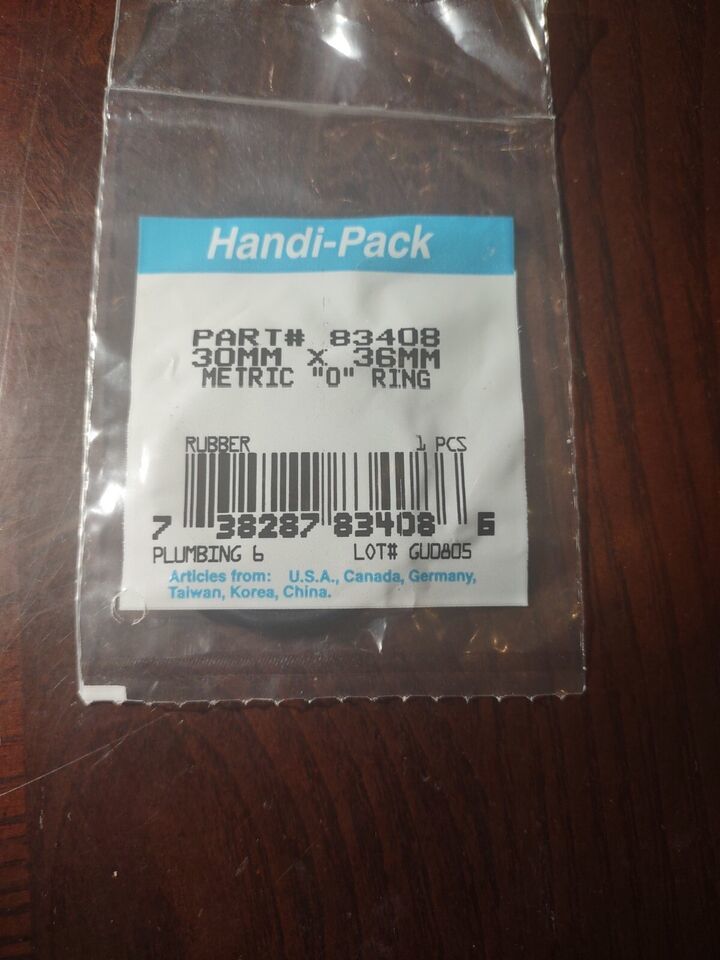 Handi-Pack
PART# 83408
30MM X 36MM
METRIC "O" RING
RUBBER 1 PCS
7 38287 83408 6
PLUMBING 6 LOT# GU0805
Articles from: U.S.A., Canada, Germany,
Taiwan, Korea, China.